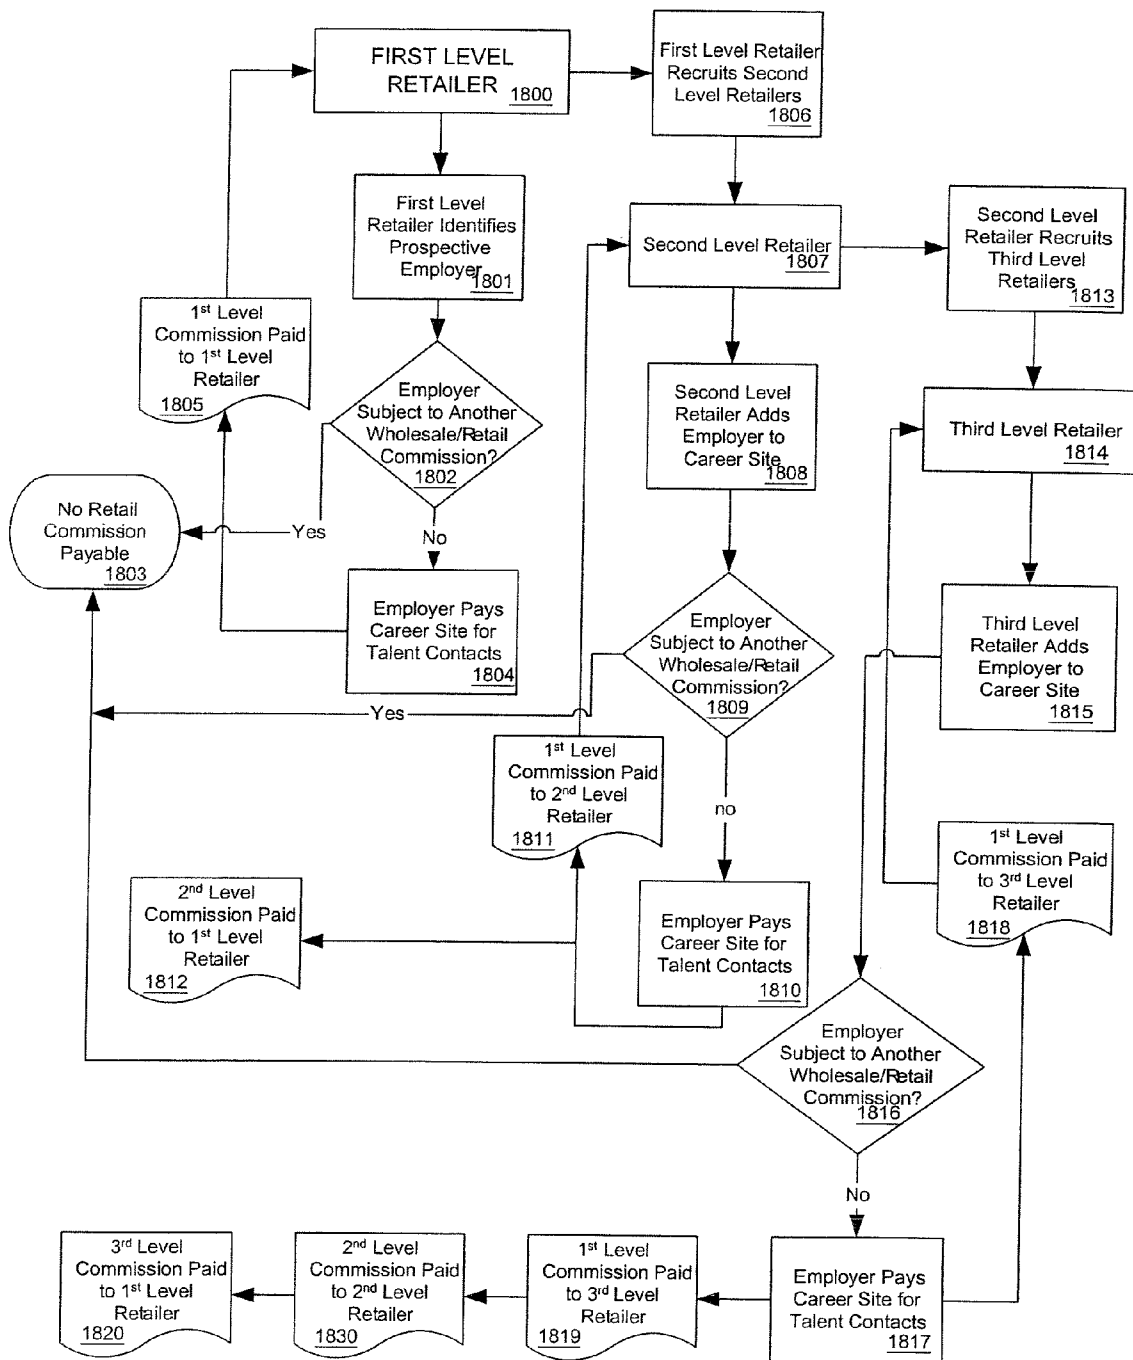 FIRST LEVEL
RETAILER
1800
First Level Retailer
Recruits Second
Level Retailers
1806
First Level
Retailer Identifies
Prospective
Employer
1801
Second Level Retailer
1807
Second Level
Retailer Recruits
Third Level
Retailers
1813
1st Level
Commission Paid
to 1st Level
Retailer
1805
Employer
Subject to Another
Wholesale/Retail
Commission?
1802
Second Level
Retailer Adds
Employer to
Career Site
1808
Third Level Retailer
1814
No Retail
Commission
Payable
1803
Yes
No
Employer Pays
Career Site for
Talent Contacts
1804
Employer
Subject to Another
Wholesale/Retail
Commission?
1809
Third Level
Retailer Adds
Employer to
Career Site
1815
Yes
1st Level
Commission Paid
to 2nd Level
Retailer
1811
no
1st Level
Commission Paid
to 3rd Level
Retailer
1818
2nd Level
Commission Paid
to 1st Level
Retailer
1812
Employer Pays
Career Site for
Talent Contacts
1810
Employer
Subject to Another
Wholesale/Retail
Commission?
1816
No
3rd Level
Commission Paid
to 1st Level
Retailer
1820
2nd Level
Commission Paid
to 2nd Level
Retailer
1830
1st Level
Commission Paid
to 3rd Level
Retailer
1819
Employer Pays
Career Site for
Talent Contacts
1817